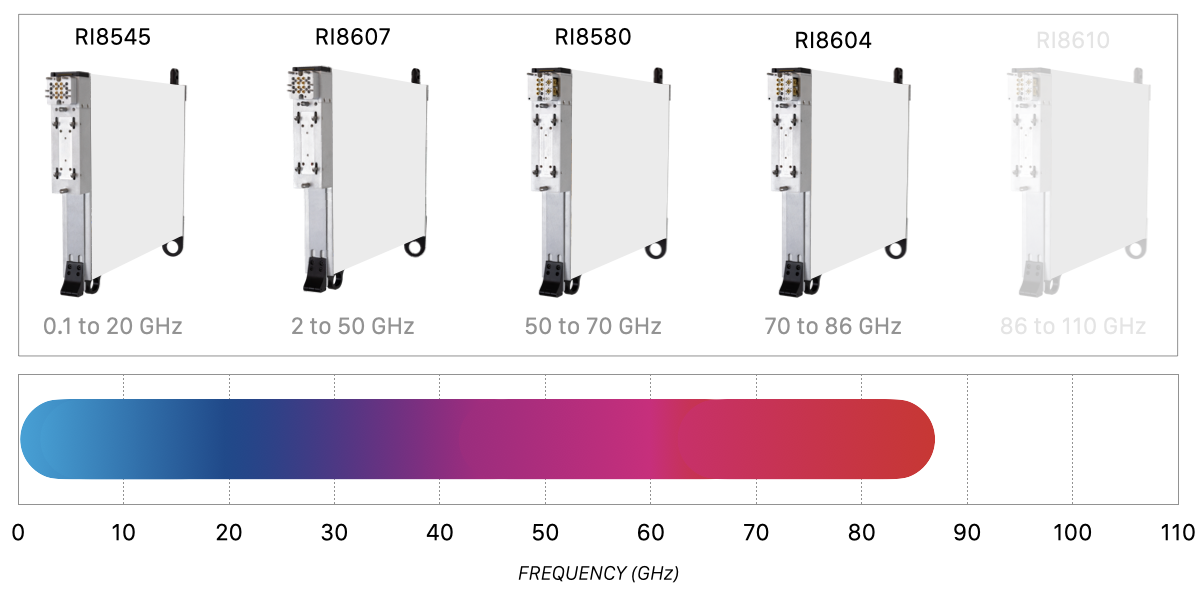 RI8545
RI8607
RI8580
RI8604
RI8610
0.1 to 20 GHz
2 to 50 GHz
50 to 70 GHz
70 to 86 GHz
86 to 110 GHz
0 10 20 30 40 50 60 70 80 90 100 110
FREQUENCY (GHz)